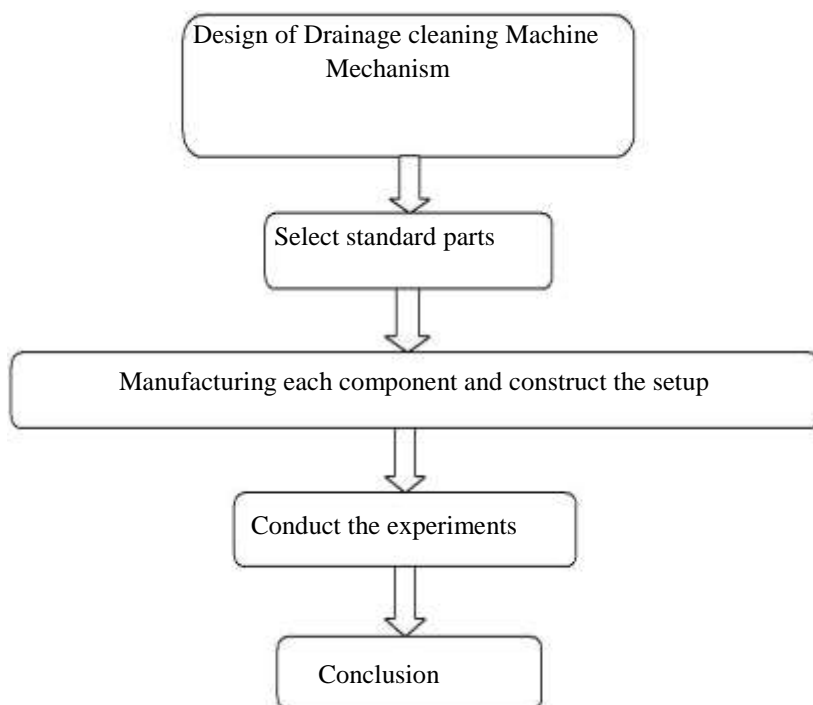 Design of Drainage cleaning Machine
Mechanism
Select standard parts
Manufacturing each component and construct the setup
Conduct the experiments
Conclusion